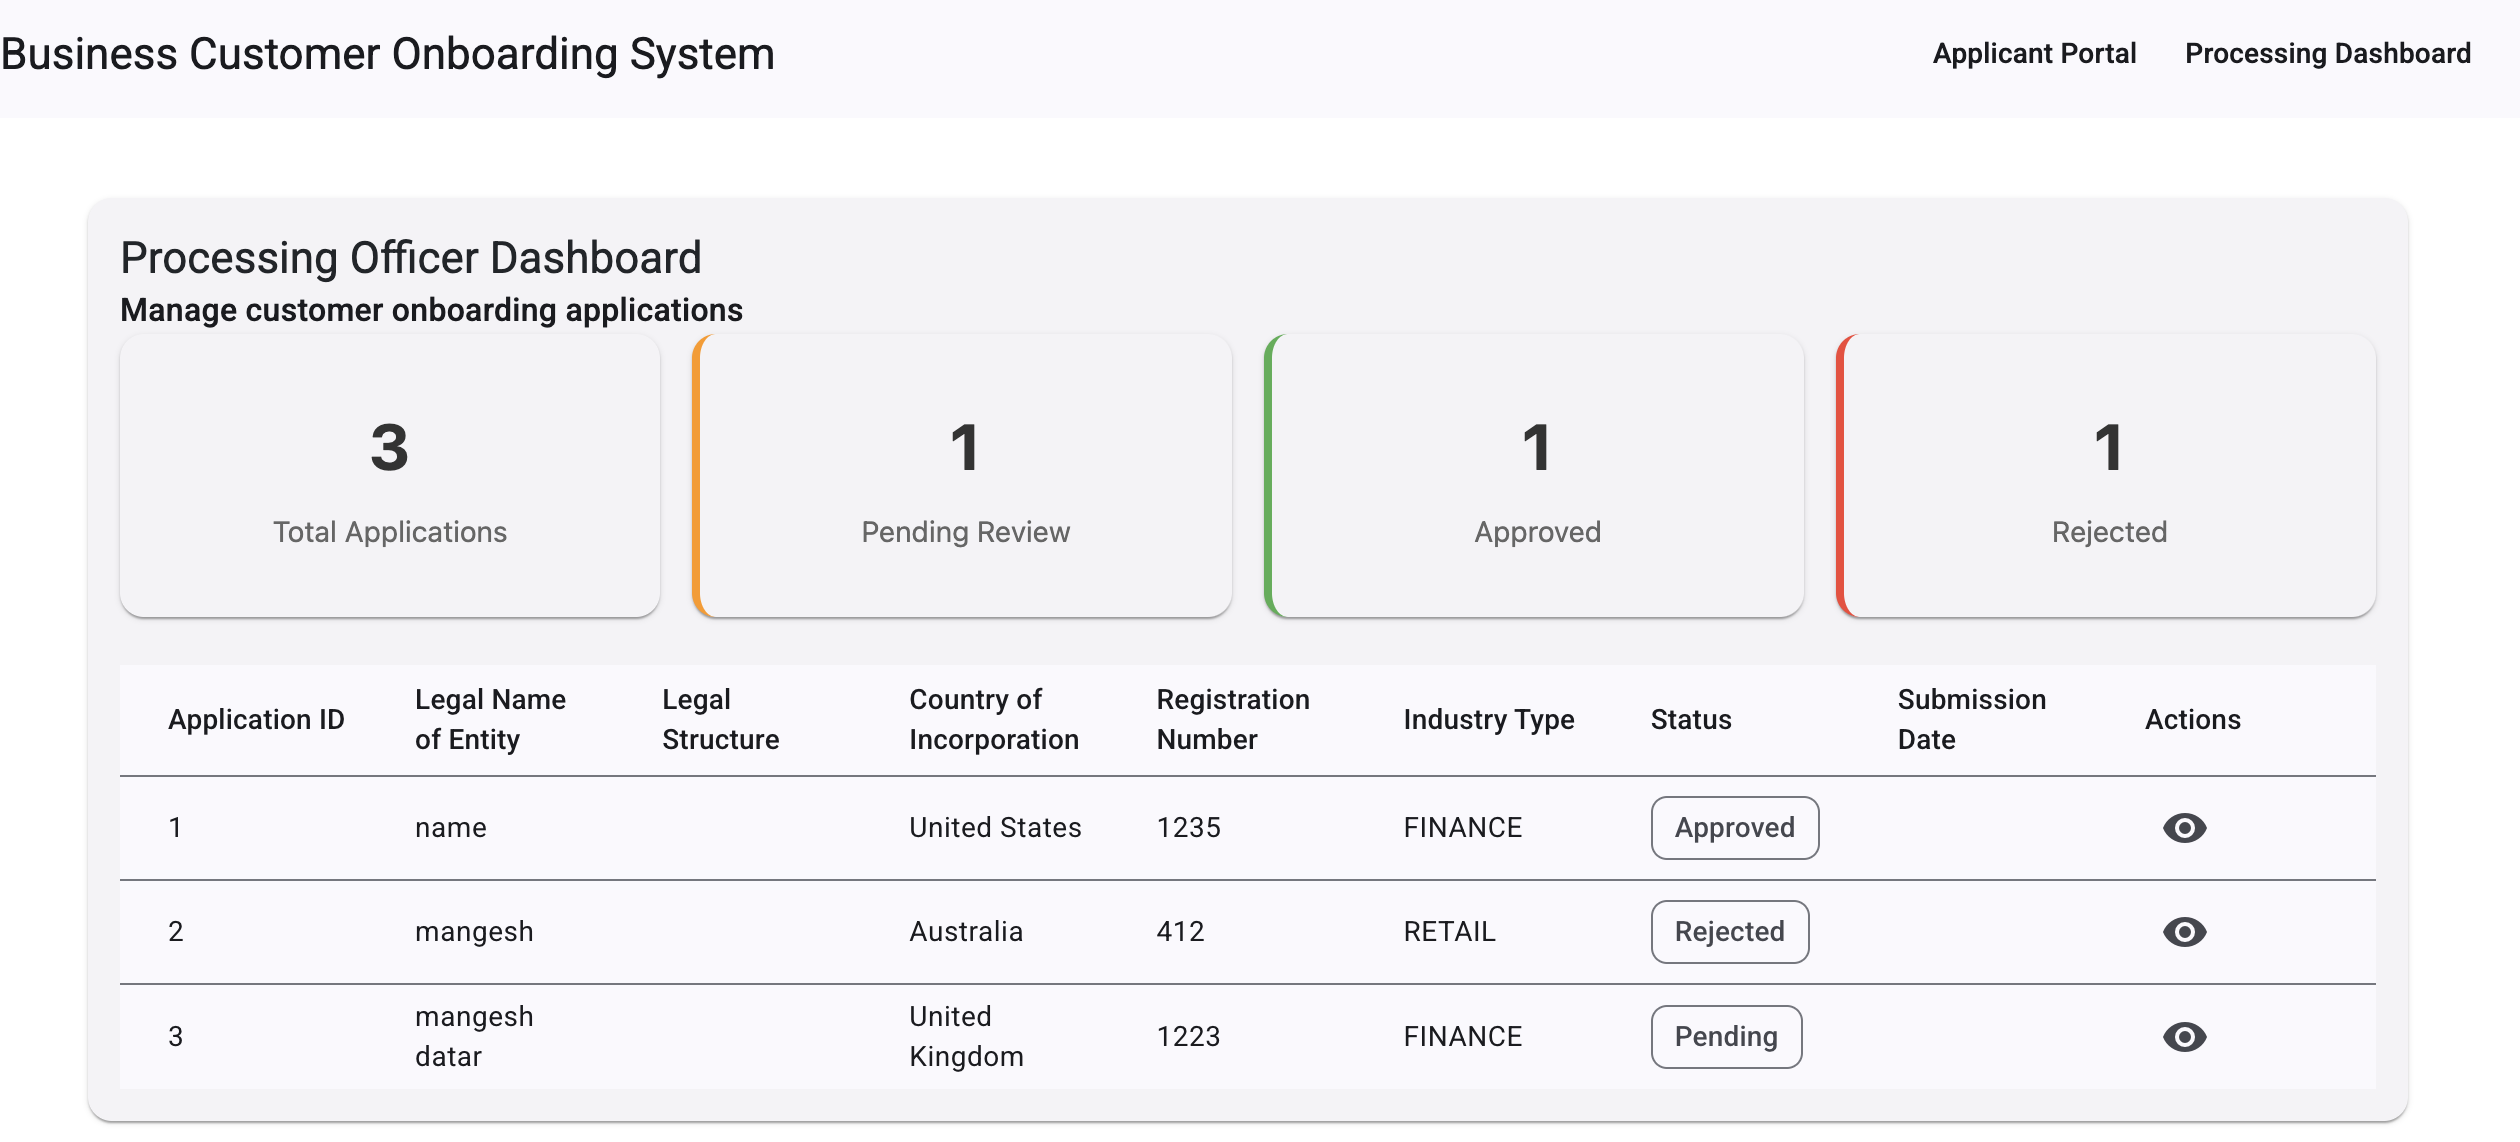 Business Customer Onboarding System
Applicant Portal Processing Dashboard
Processing Officer Dashboard
Manage customer onboarding applications
3
Total Applications
1
Pending Review
1
Approved
1
Rejected
Application ID
Legal Name
of Entity
Legal
Structure
Country of
Incorporation
Registration
Number
Industry Type
Status
Submission
Date
Actions
1 name United States 1235 FINANCE Approved
2 mangesh Australia 412 RETAIL Rejected
3
mangesh
datar
United
Kingdom
1223
FINANCE
Pending